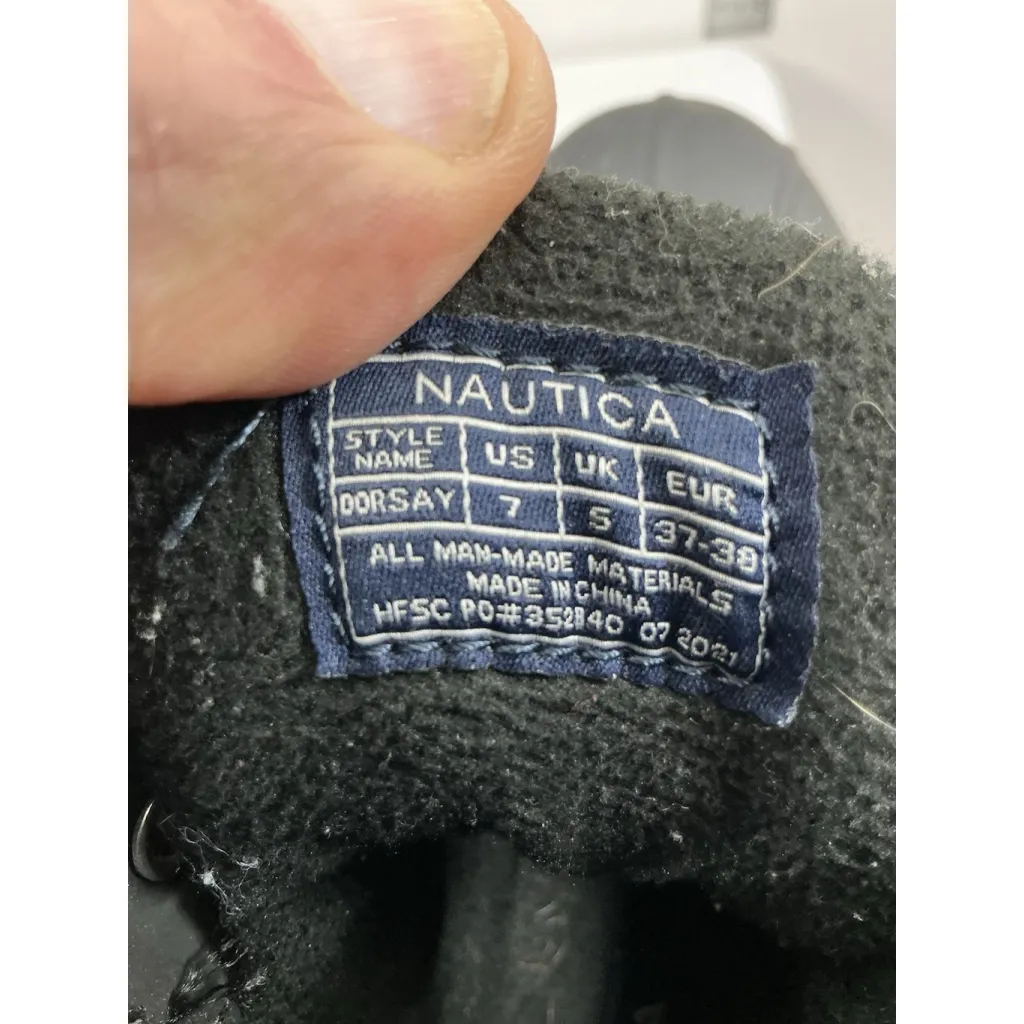 NAUTICA
STYLE NAME US UK EUR
DORSAY 7 5 37-38
ALL MAN-MADE MATERIALS
MADE IN CHINA
HFSC PO# 07 2021